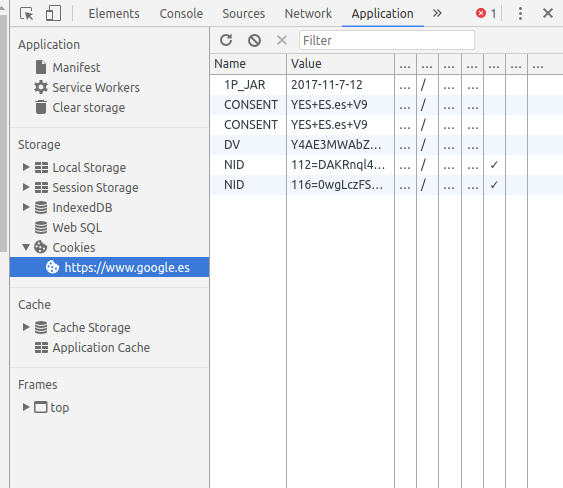 Elements Console Sources Network Application » 1
Application
Manifest
Service Workers
Clear storage
Storage
Local Storage
Session Storage
IndexedDB
Web SQL
Cookies
https://www.google.es
Cache
Cache Storage
Application Cache
Frames
top
Filter
Name Value ... ... ... ... ... ... ...
1P_JAR 2017-11-7-12 ... / ... ...
CONSENT YES+ES.es+V9 ... / ... ...
CONSENT YES+ES.es+V9 ... / ... ...
DV Y4AE3MWAbZ... ... / ... ...
NID 112=DAKRnql4... ... / ... ... ✓
NID 116=0wgLczFS... ... / ... ... ✓